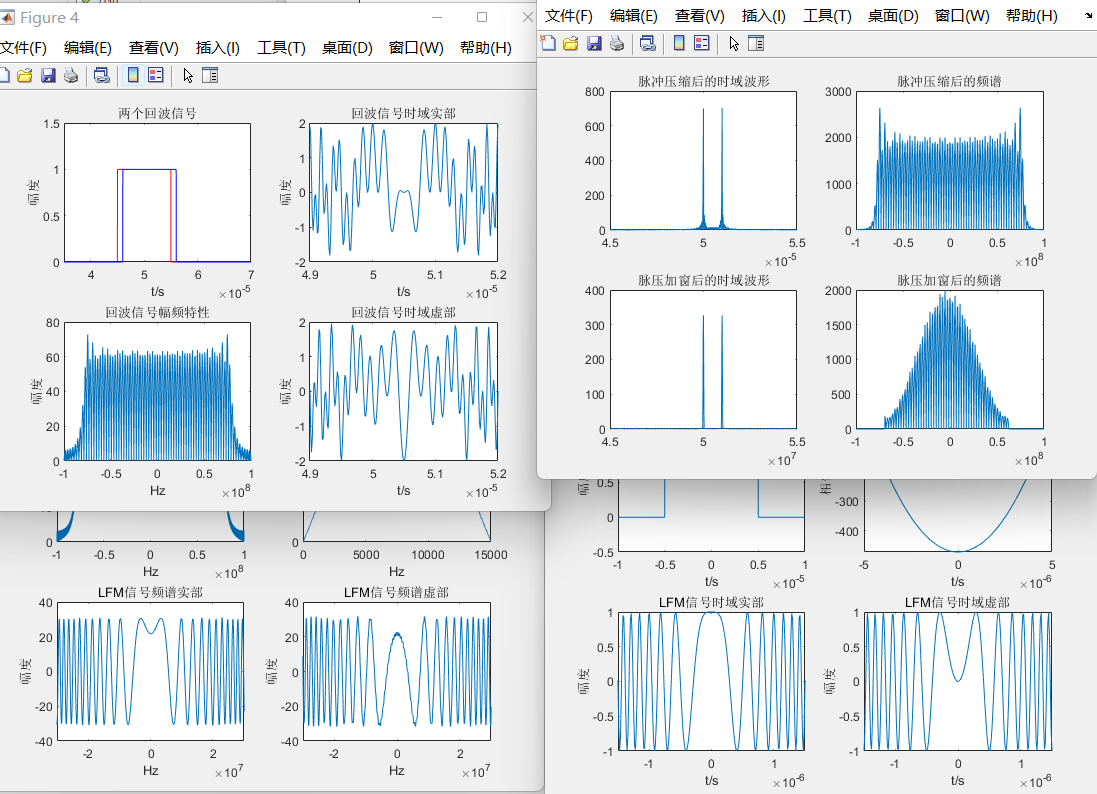 Figure 4
文件(F) 编辑(E) 查看(V) 插入(I) 工具(T) 桌面(D) 窗口(W) 帮助(H)
两个回波信号
幅度
1.5
1
0.5
0
4 5 6 7
t/s
×10^-5
回波信号时域实部
幅度
2
1
0
-1
-2
4.9 5 5.1 5.2
t/s
×10^-5
回波信号幅频特性
幅度
80
60
40
20
0
-1 -0.5 0 0.5 1
Hz
×10^8
回波信号时域虚部
幅度
2
1
0
-1
-2
4.9 5 5.1 5.2
t/s
×10^-5
文件(F) 编辑(E) 查看(V) 插入(I) 工具(T) 桌面(D) 窗口(W) 帮助(H)
脉冲压缩后的时域波形
800
600
400
200
0
4.5 5 5.5
×10^-5
脉冲压缩后的频谱
3000
2000
1000
0
-1 -0.5 0 0.5 1
×10^8
脉压加窗后的时域波形
400
300
200
100
0
4.5 5 5.5
×10^7
脉压加窗后的频谱
2000
1500
1000
500
0
-1 -0.5 0 0.5 1
×10^8
0
-1 -0.5 0 0.5 1
Hz
×10^8
0
0 5000 10000 15000
Hz
LFM信号频谱实部
幅度
40
20
0
-20
-40
-2 0 2
Hz
×10^7
LFM信号频谱虚部
幅度
40
20
0
-20
-40
-2 0 2
Hz
×10^7
0.5
0
-0.5
-1 -0.5 0 0.5 1
t/s
×10^-5
-300
-400
-5 0 5
t/s
×10^-6
LFM信号时域实部
幅度
1
0.5
0
-0.5
-1
-1 0 1
t/s
×10^-6
LFM信号时域虚部
幅度
1
0.5
0
-0.5
-1
-1 0 1
t/s
×10^-6